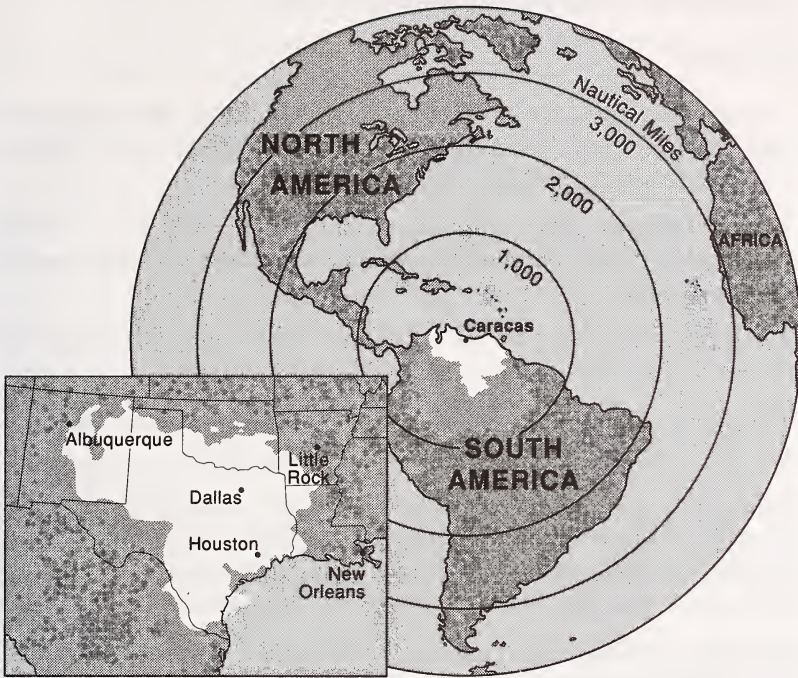 Nautical Miles
3,000
2,000
1,000
NORTH
AMERICA
AFRICA
Caracas
SOUTH
AMERICA
Albuquerque
Little
Rock
Dallas
Houston
New
Orleans